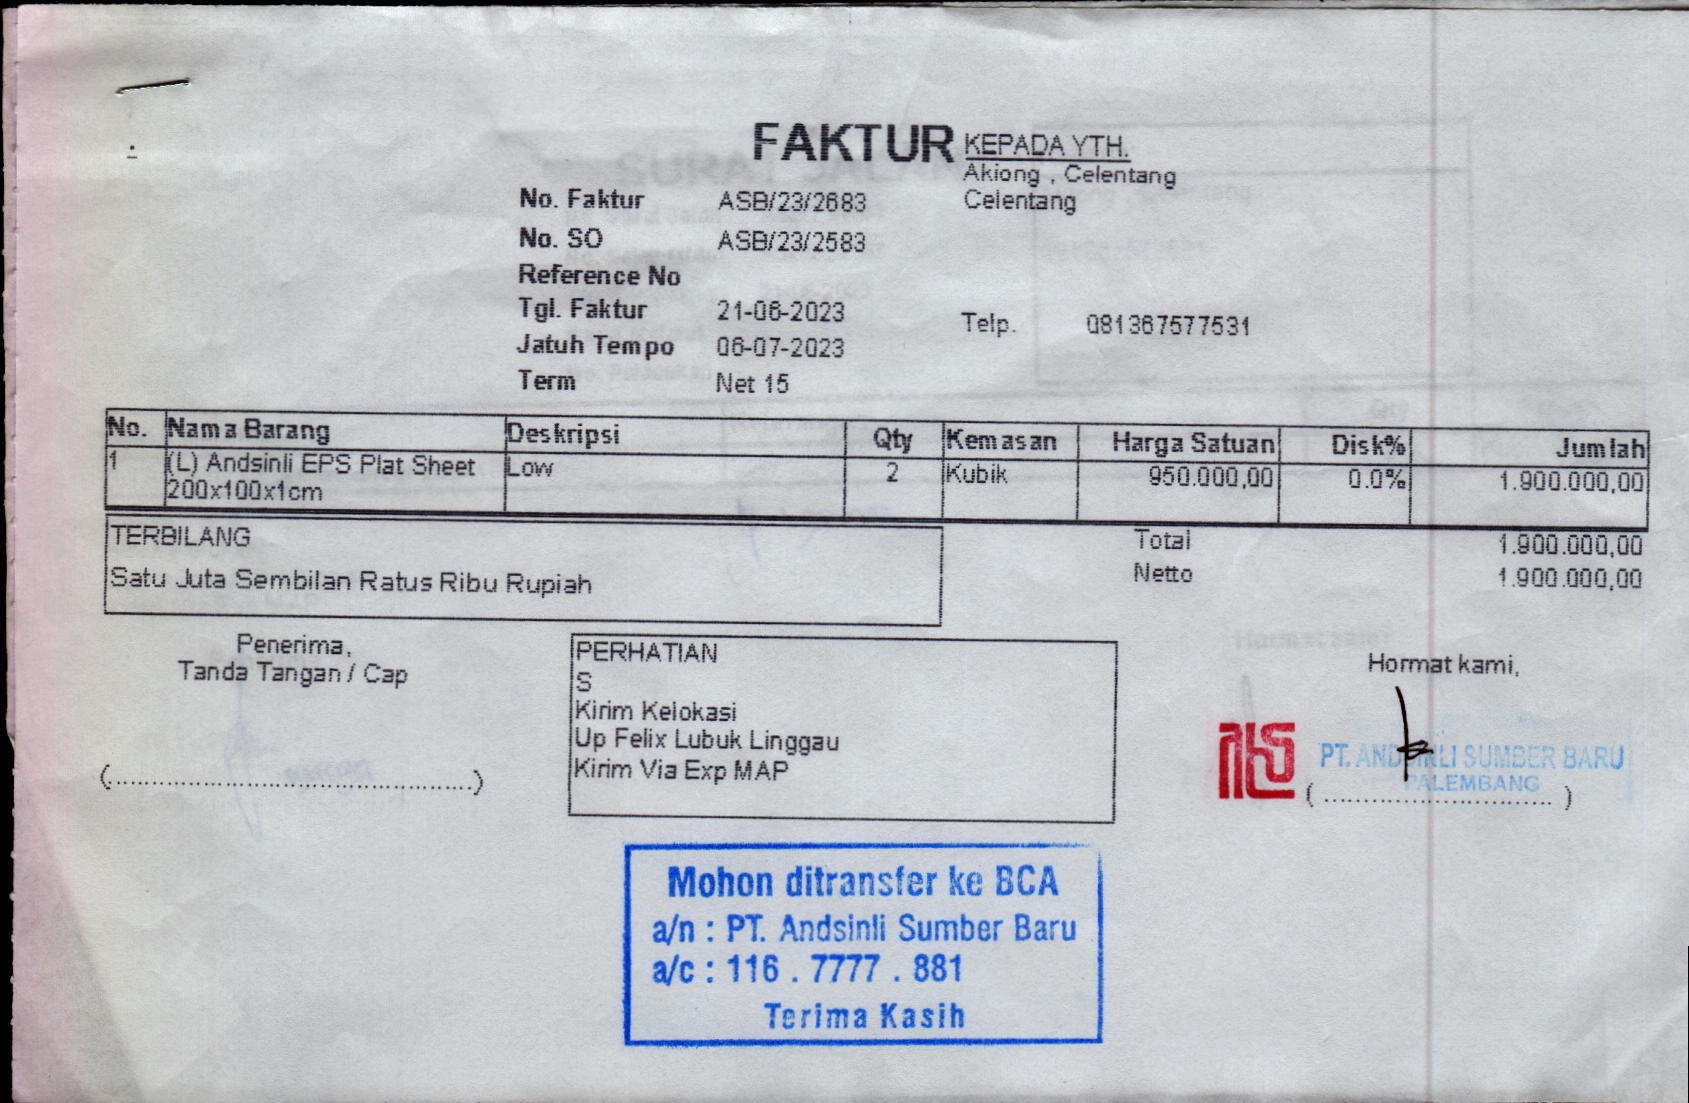 FAKTUR
KEPADA YTH.
Akiong , Celentang
Celentang
No. Faktur ASB/23/2683
No. SO ASB/23/2583
Reference No
Tgl. Faktur 21-06-2023
Telp. 081367577531
Jatuh Tempo 06-07-2023
Term Net 15
No. Nama Barang Deskripsi Qty Kemasan Harga Satuan Disk% Jumlah
1 (L) Andsinli EPS Plat Sheet Low 2 Kubik 950.000,00 0.0% 1.900.000,00
200x100x1cm
TERBILANG
Satu Juta Sembilan Ratus Ribu Rupiah
Total 1.900.000,00
Netto 1.900.000,00
Penerima,
Tanda Tangan / Cap
(..............................................)
PERHATIAN
S
Kirim Kelokasi
Up Felix Lubuk Linggau
Kirim Via Exp MAP
Hormat kami,
PT. ANDSINLI SUMBER BARU
PALEMBANG
( ............................. )
Mohon ditransfer ke BCA
a/n : PT. Andsinli Sumber Baru
a/c : 116 . 7777 . 881
Terima Kasih